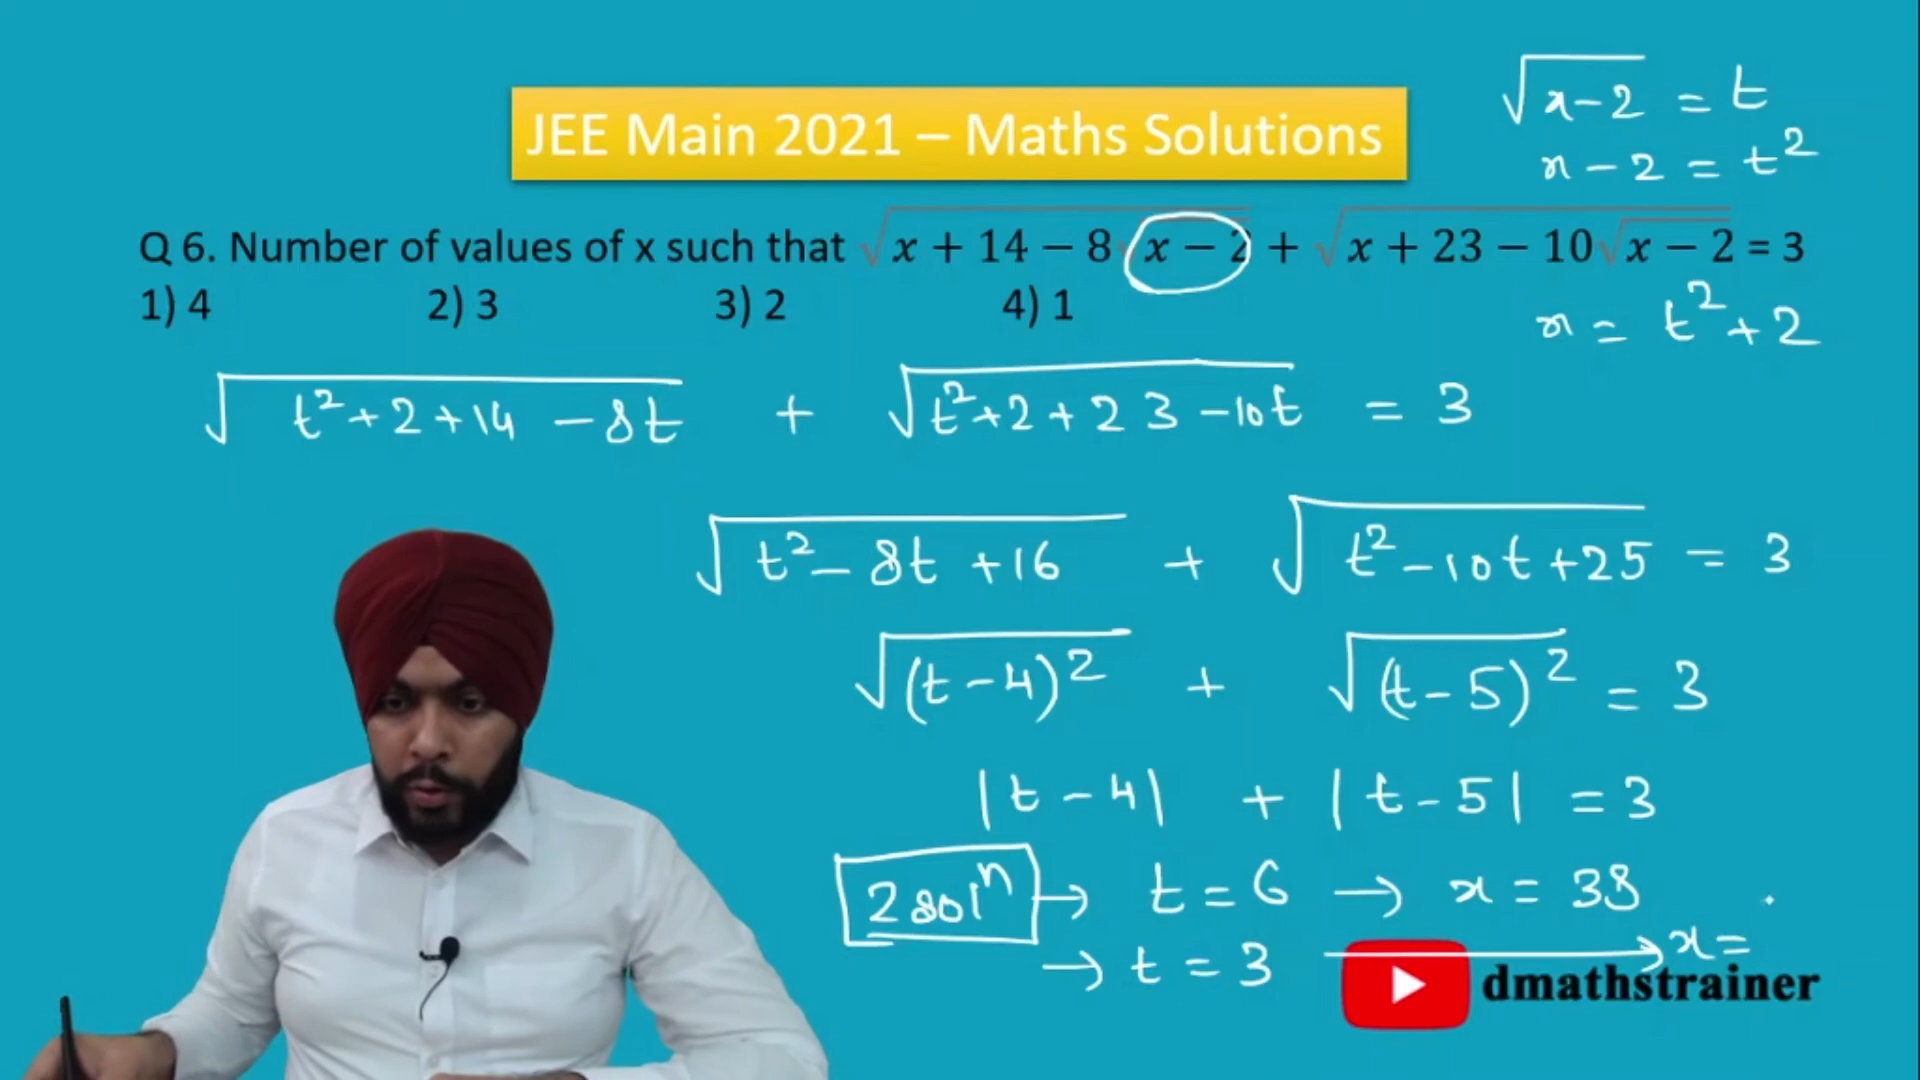 JEE Main 2021 – Maths Solutions
√(x-2) = t
x-2 = t²
Q 6. Number of values of x such that √(x + 14 − 8√(x − 2)) + √(x + 23 − 10√(x − 2)) = 3
1) 4 2) 3 3) 2 4) 1
x = t²+2
√(t²+2+14 -8t) + √(t²+2+23-10t) = 3
√(t²-8t+16) + √(t²-10t+25) = 3
√((t-4)²) + √((t-5)²) = 3
|t-4| + |t-5| = 3
2 solⁿ → t = 6 → x = 38
→ t = 3 → x =
dmathstrainer